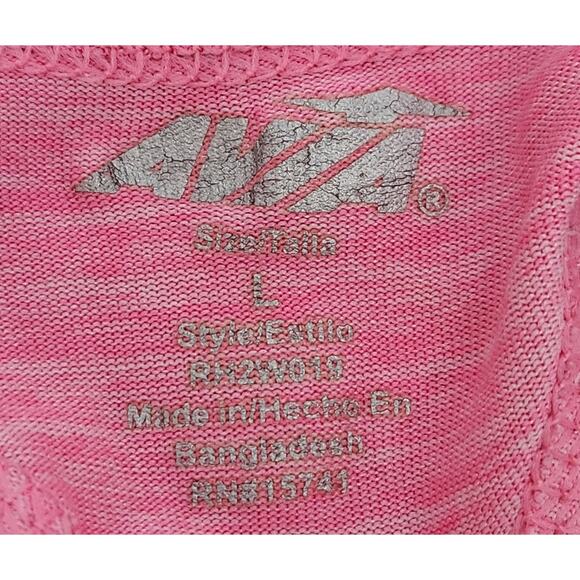 AVIA®
Size/Talla
L
Style/Estilo
RH2W019
Made in/Hecho En
Bangladesh
RN#15741